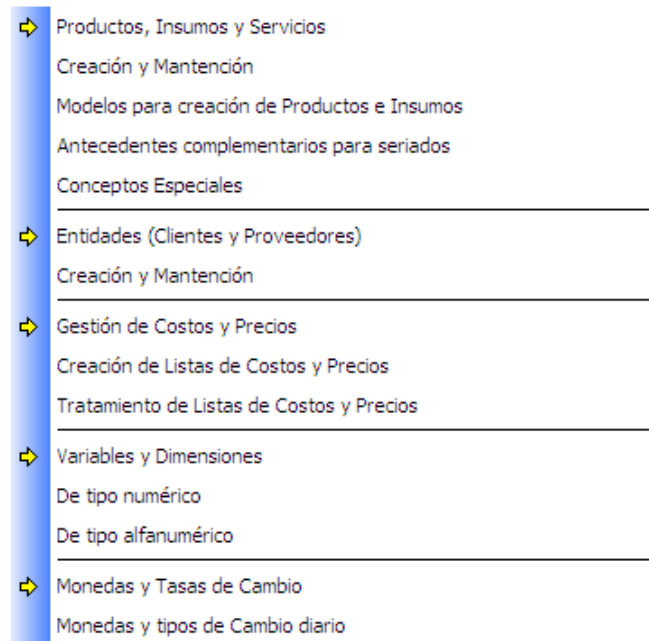 Productos, Insumos y Servicios
Creación y Mantención
Modelos para creación de Productos e Insumos
Antecedentes complementarios para seriados
Conceptos Especiales
Entidades (Clientes y Proveedores)
Creación y Mantención
Gestión de Costos y Precios
Creación de Listas de Costos y Precios
Tratamiento de Listas de Costos y Precios
Variables y Dimensiones
De tipo numérico
De tipo alfanumérico
Monedas y Tasas de Cambio
Monedas y tipos de Cambio diario